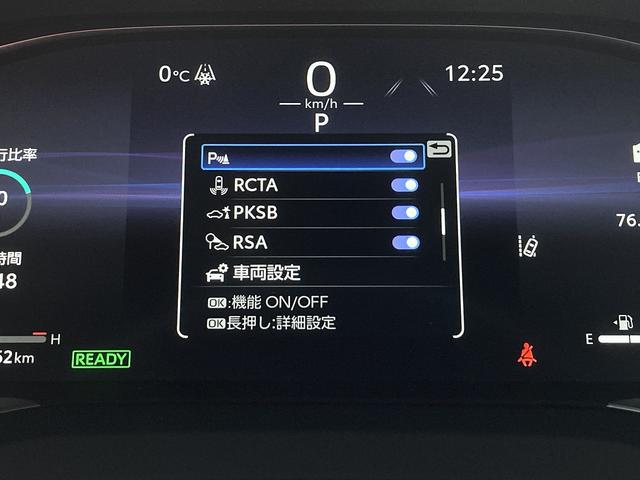 0℃
0
12:25
km/h
P
行比率
P
RCTA
PKSB
RSA
車両設定
OK:機能 ON/OFF
OK長押し:詳細設定
0
時間
48
H
READY
76.
E